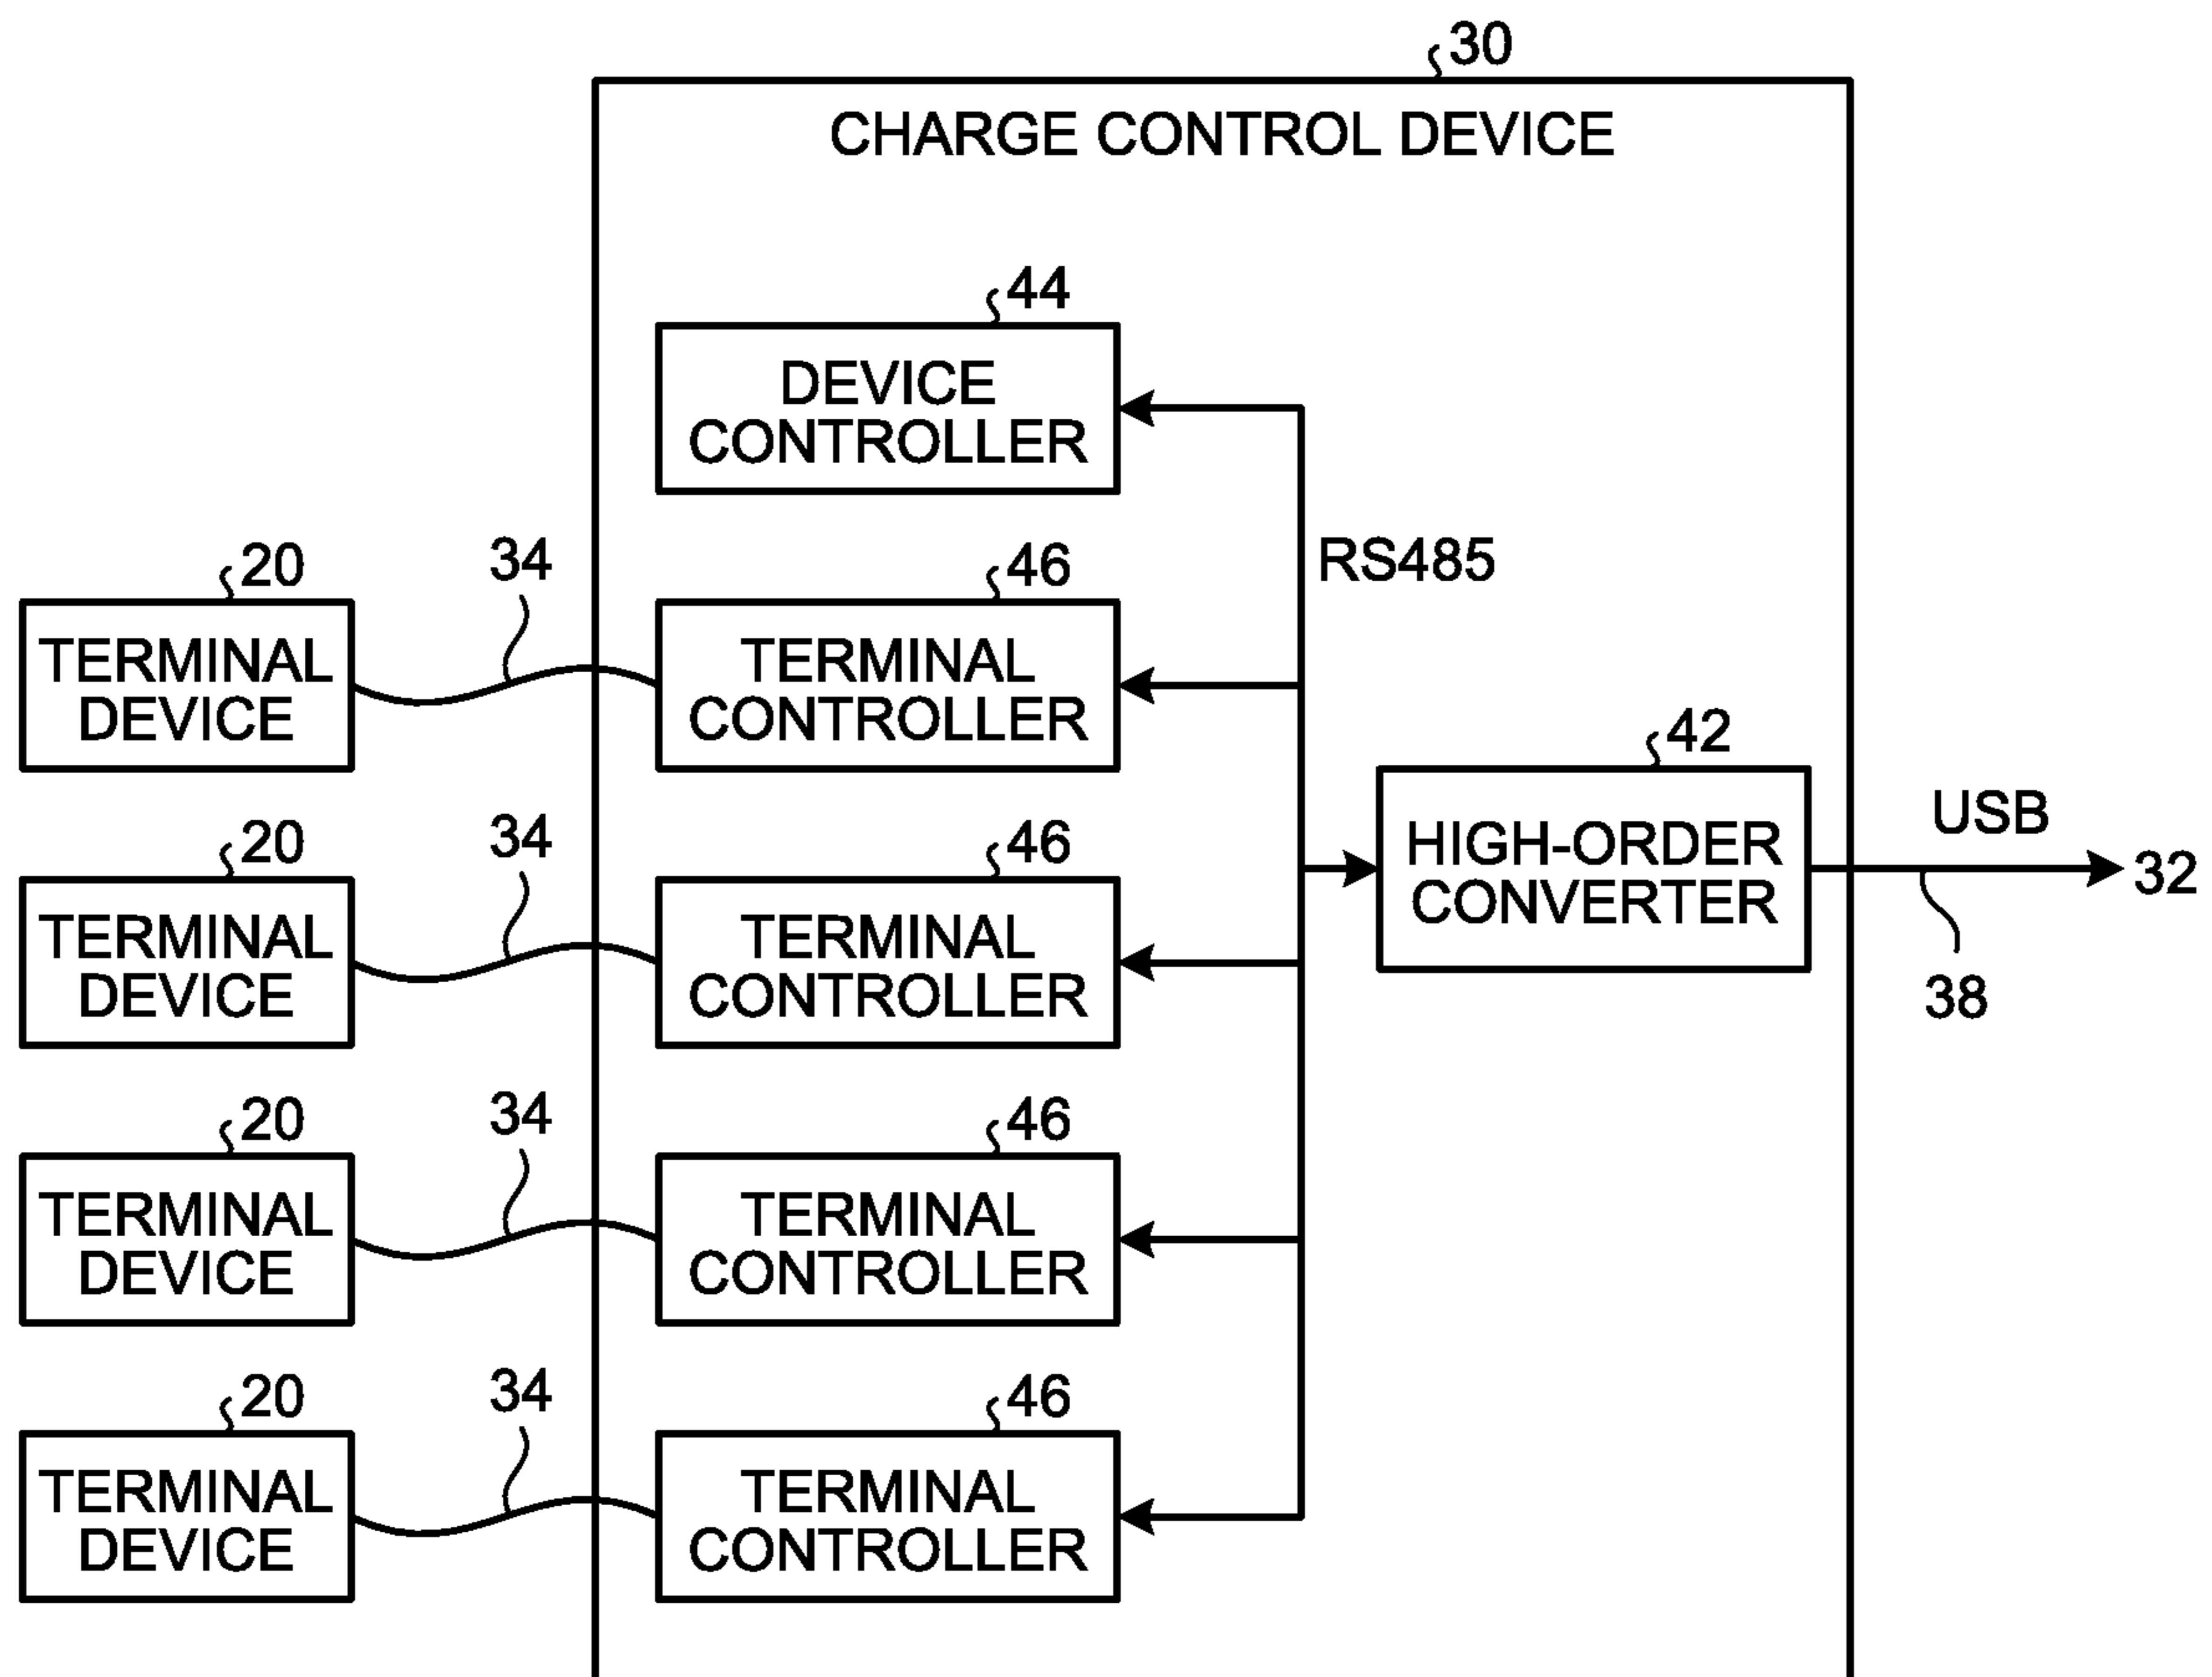 30
CHARGE CONTROL DEVICE
44
DEVICE
CONTROLLER
RS485
20
34
46
TERMINAL
DEVICE
TERMINAL
CONTROLLER
42
HIGH-ORDER
CONVERTER
USB
32
38
20
34
46
TERMINAL
DEVICE
TERMINAL
CONTROLLER
20
34
46
TERMINAL
DEVICE
TERMINAL
CONTROLLER
20
34
46
TERMINAL
DEVICE
TERMINAL
CONTROLLER